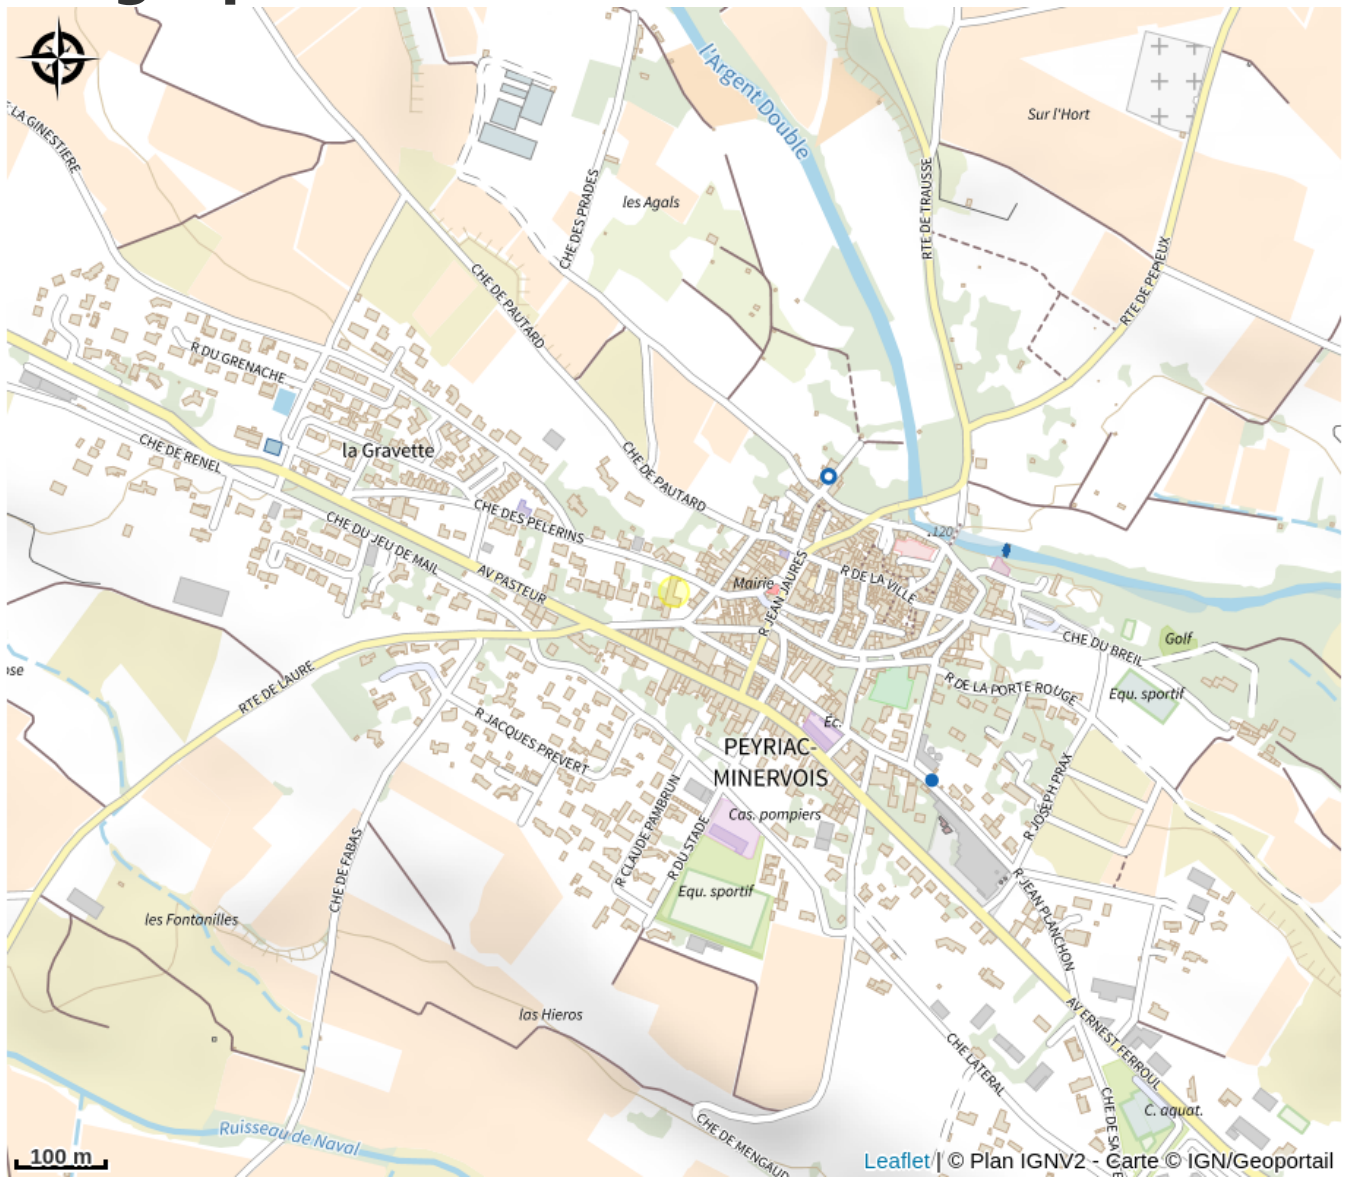 Sur l'Hort
l'Argent Double
LA GINESTIERE
CHE DES PRADES
les Agals
RTE DE TRAUSSE
RTE DE PEPIEUX
CHE DE PAUTARD
R DU GRENACHE
CHE DE RENEL
la Gravette
CHE DE PAUTARD
CHE DES PELERINS
CHE DU JEU DE MAIL
.120
AV PASTEUR
Mairie
R JEAN JAURES
R DE LA VILLE
CHE DU BREIL
Golf
RTE DE LAURE
R DE LA PORTE ROUGE
Equ. sportif
R JACQUES PREVERT
Éc.
PEYRIAC-
MINERVOIS
R JOSEPH PRAX
Cas. pompiers
R CLAUDE PAMBRUN
R DU STADE
CHE DE FABAS
Equ. sportif
les Fontanilles
R JEAN PLANCHON
las Hieros
AV ERNEST FERROUL
CHE LATERAL
C. aquat.
CHE DE SA
Ruisseau de Naval
CHE DE MENGAUD
100 m
Leaflet | © Plan IGNV2 - Carte © IGN/Geoportail